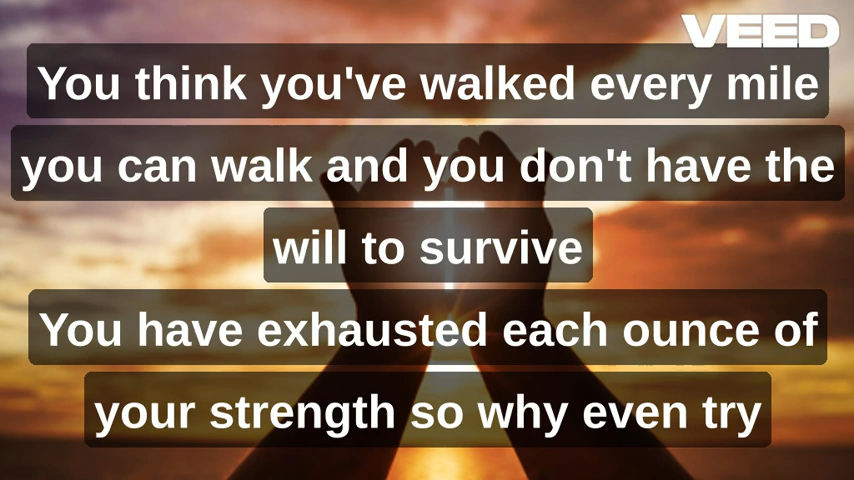 VEED
You think you've walked every mile
you can walk and you don't have the
will to survive
You have exhausted each ounce of
your strength so why even try